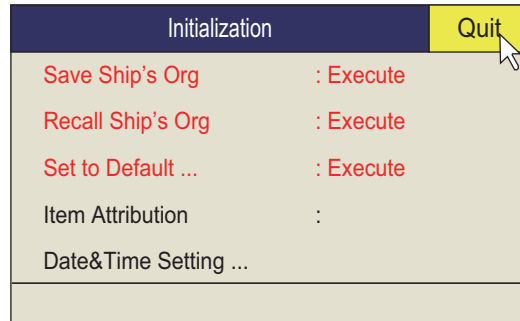 Initialization Quit
Save Ship's Org : Execute
Recall Ship's Org : Execute
Set to Default ... : Execute
Item Attribution :
Date&Time Setting ...